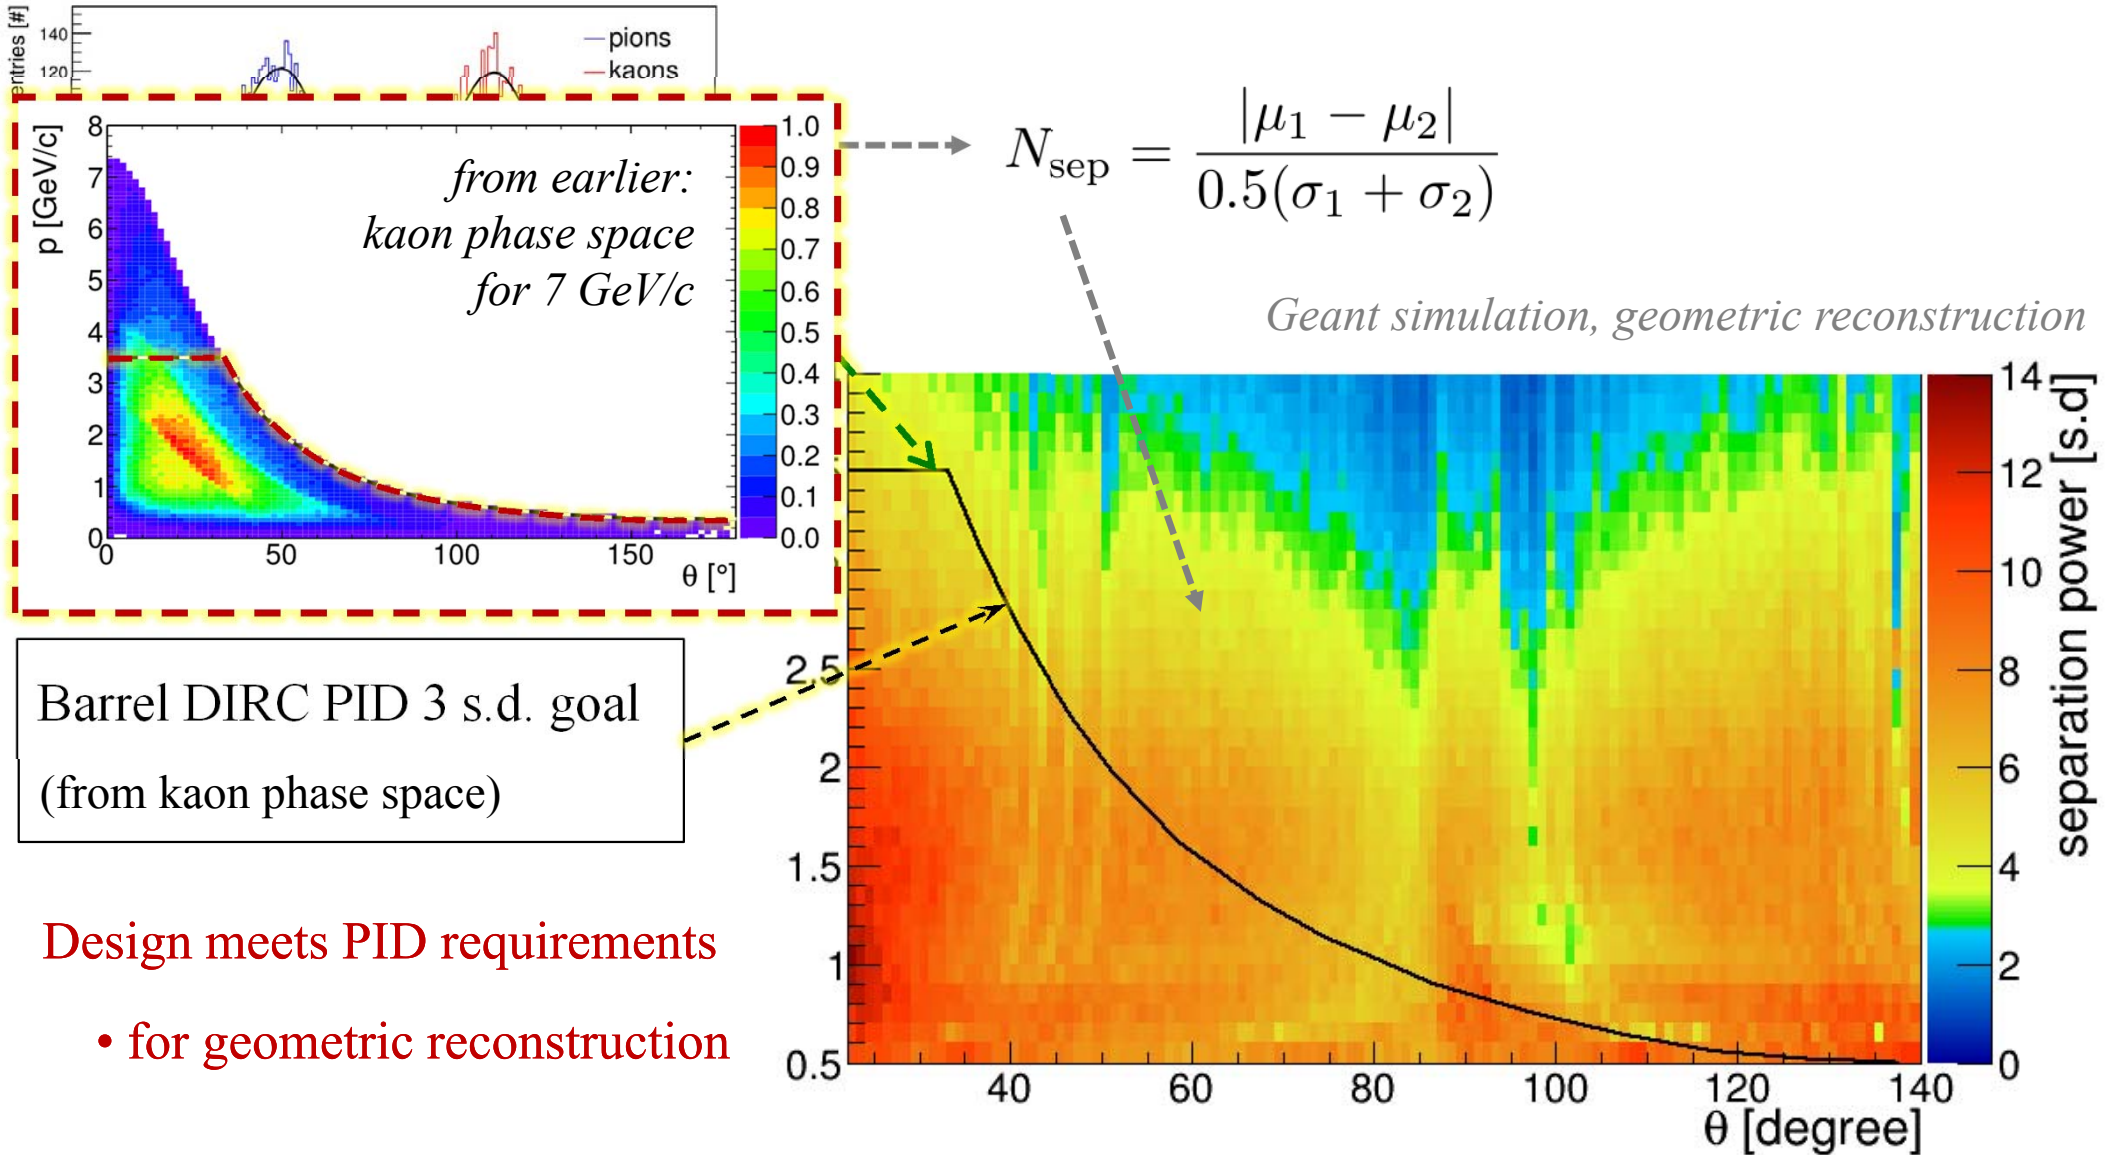 entries [#]
140
120
pions
kaons
p [GeV/c]
8
7
6
5
4
3
2
1
0
0 50 100 150
θ [°]
from earlier:
kaon phase space
for 7 GeV/c
1.0
0.9
0.8
0.7
0.6
0.5
0.4
0.3
0.2
0.1
0.0
N_sep = |μ1 − μ2| / 0.5(σ1 + σ2)
Geant simulation, geometric reconstruction
Barrel DIRC PID 3 s.d. goal
(from kaon phase space)
Design meets PID requirements
• for geometric reconstruction
2.5
2
1.5
1
0.5
40 60 80 100 120 140
θ [degree]
14
12
10
8
6
4
2
0
separation power [s.d]